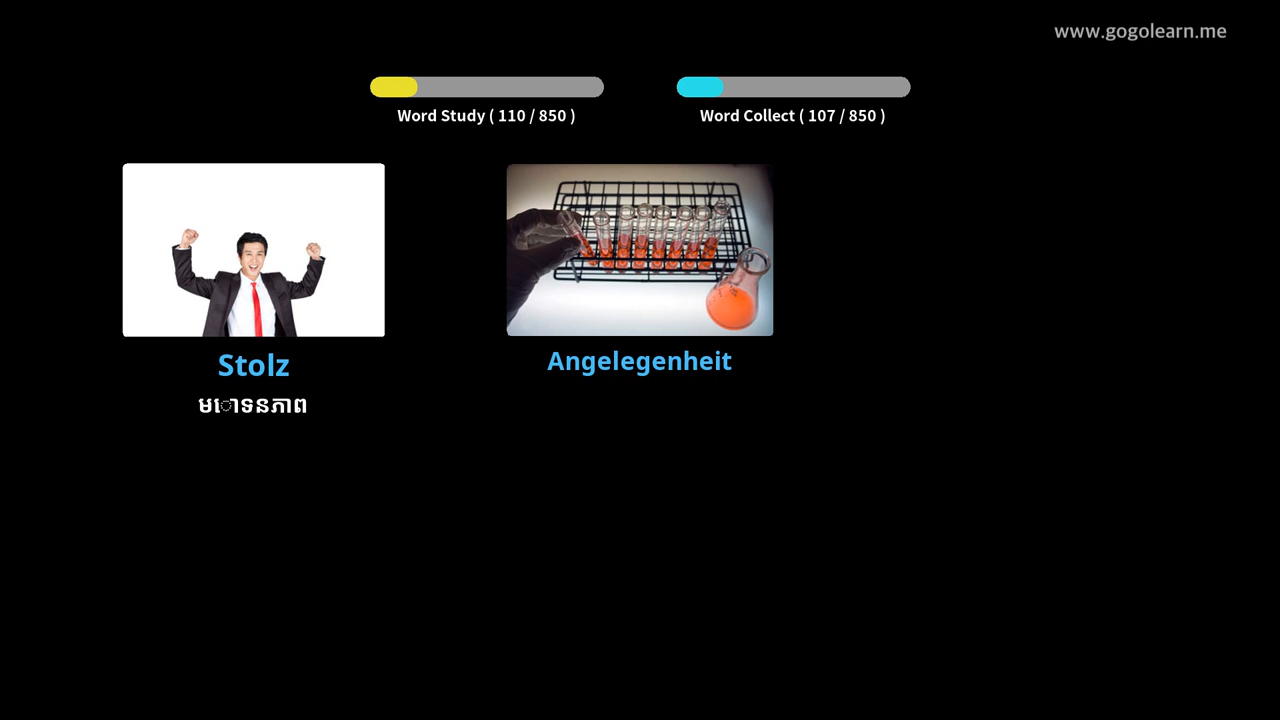 www.gogolearn.me
Word Study ( 110 / 850 )
Word Collect ( 107 / 850 )
Stolz
មោទនភាព
Angelegenheit